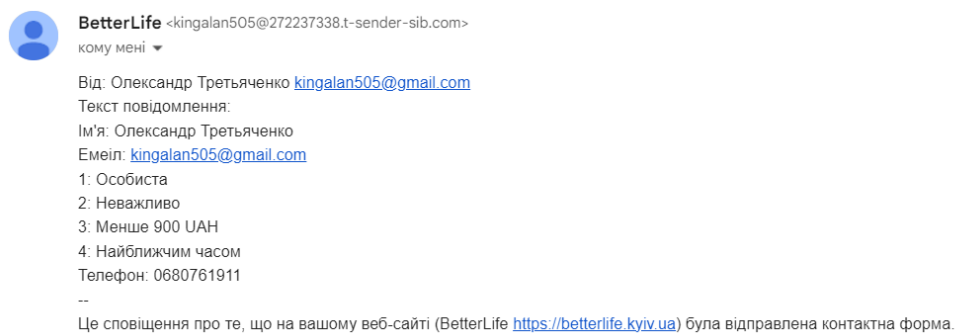 BetterLife <kingalan505@272237338.t-sender-sib.com>
кому мені
Від: Олександр Третьяченко kingalan505@gmail.com
Текст повідомлення:
Ім'я: Олександр Третьяченко
Емеіл: kingalan505@gmail.com
1: Особиста
2: Неважливо
3: Менше 900 UAH
4: Найближчим часом
Телефон: 0680761911
--
Це сповіщення про те, що на вашому веб-сайті (BetterLife https://betterlife.kyiv.ua) була відправлена контактна форма.